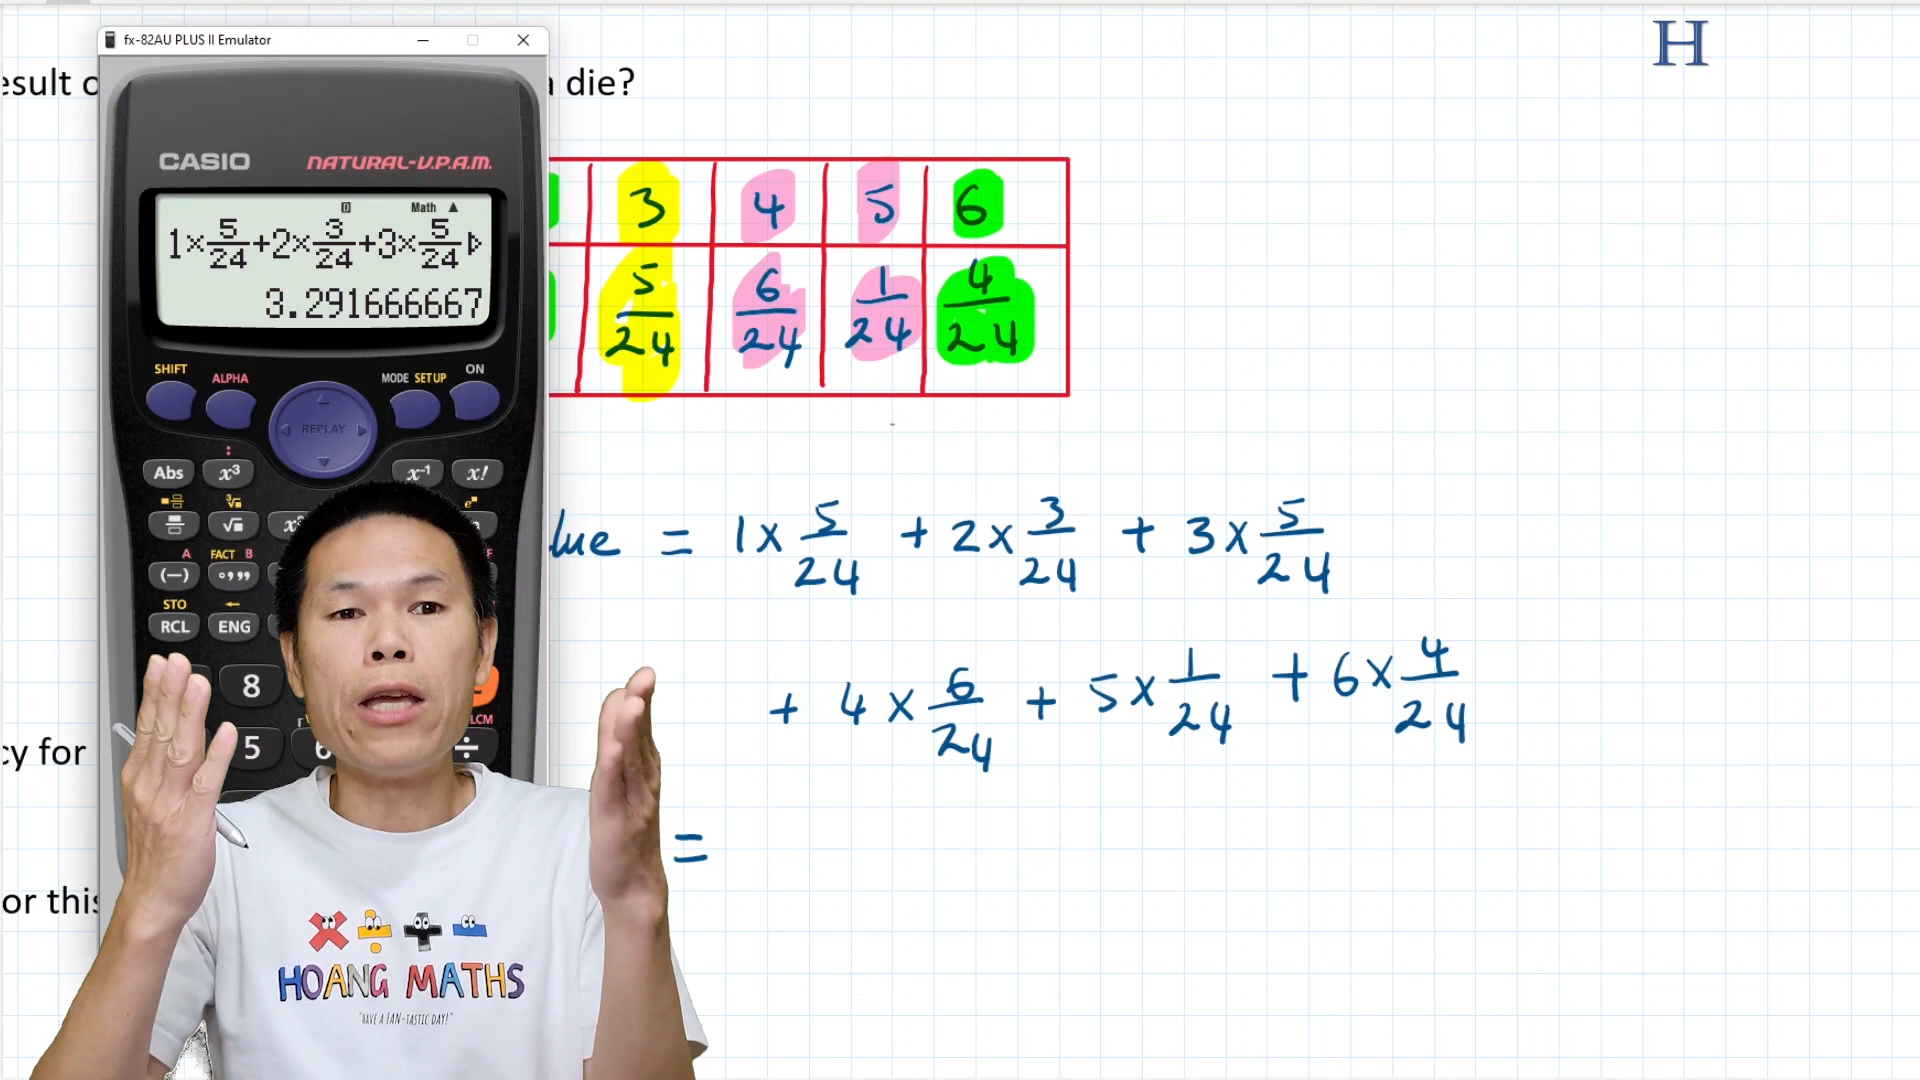 fx-82AU PLUS II Emulator
H
esult o
a die?
CASIO NATURAL-V.P.A.M.
D Math ▲
1×5/24+2×3/24+3×5/24
3.291666667
3 4 5 6
5/24 6/24 1/24 4/24
SHIFT ALPHA MODE SETUP ON
REPLAY
Abs x³ x⁻¹ x!
lue = 1×5/24 + 2×3/24 + 3×5/24
A FACT B
(−) °,,,
STO ←
RCL ENG
+ 4×6/24 + 5×1/24 + 6×4/24
8
5 6 ÷
LCM
cy for
=
or this
HOANG MATHS
"HAVE A FAN-TASTIC DAY!"